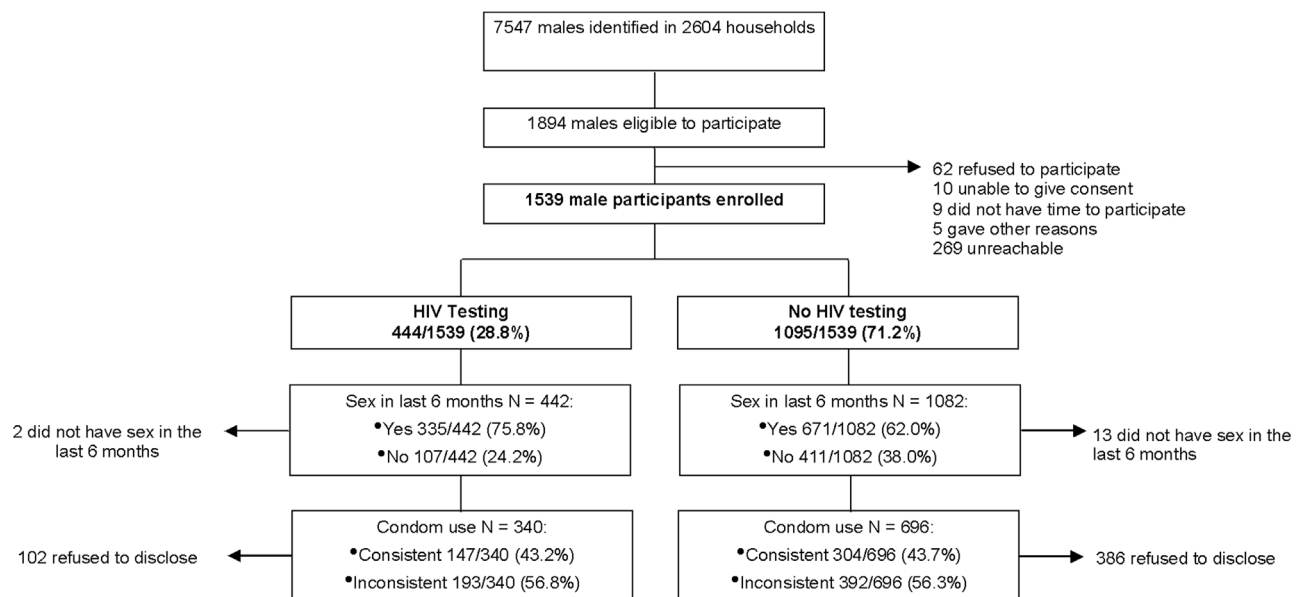 7547 males identified in 2604 households
1894 males eligible to participate
62 refused to participate
10 unable to give consent
9 did not have time to participate
5 gave other reasons
269 unreachable
1539 male participants enrolled
HIV Testing
444/1539 (28.8%)
No HIV testing
1095/1539 (71.2%)
2 did not have sex in the
last 6 months
Sex in last 6 months N = 442:
•Yes 335/442 (75.8%)
•No 107/442 (24.2%)
Sex in last 6 months N = 1082:
•Yes 671/1082 (62.0%)
•No 411/1082 (38.0%)
13 did not have sex in the
last 6 months
102 refused to disclose
Condom use N = 340:
•Consistent 147/340 (43.2%)
•Inconsistent 193/340 (56.8%)
Condom use N = 696:
•Consistent 304/696 (43.7%)
•Inconsistent 392/696 (56.3%)
386 refused to disclose